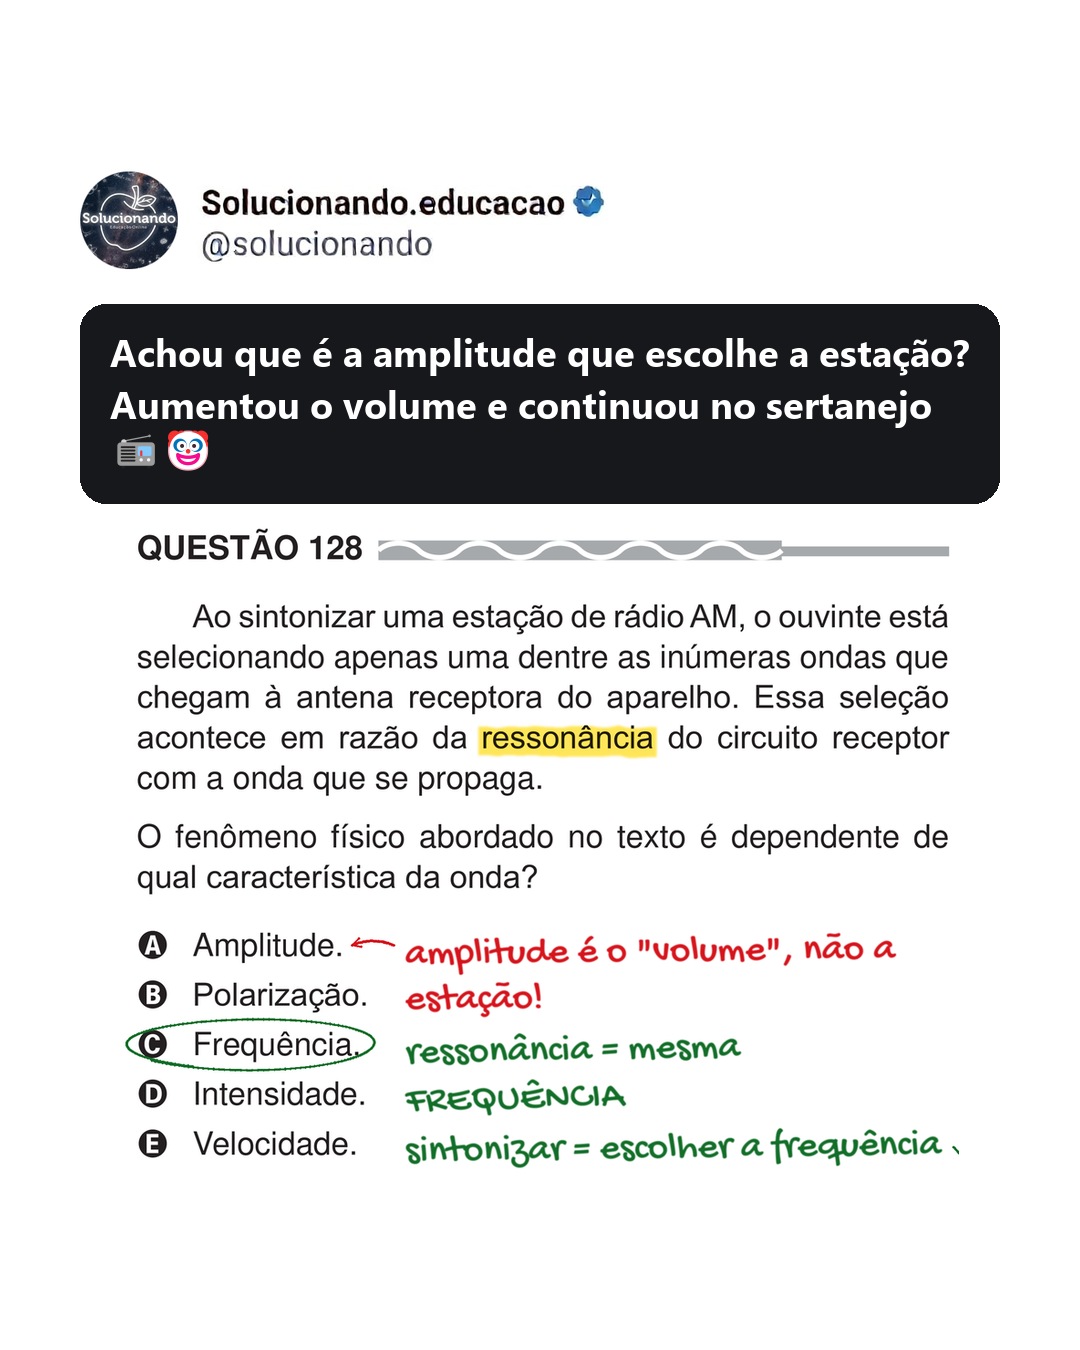 Solucionando
Educação Online
Solucionando.educacao
@solucionando
Achou que é a amplitude que escolhe a estação?
Aumentou o volume e continuou no sertanejo
QUESTÃO 128
Ao sintonizar uma estação de rádio AM, o ouvinte está
selecionando apenas uma dentre as inúmeras ondas que
chegam à antena receptora do aparelho. Essa seleção
acontece em razão da ressonância do circuito receptor
com a onda que se propaga.
O fenômeno físico abordado no texto é dependente de
qual característica da onda?
A Amplitude.
amplitude é o "volume", não a
B Polarização.
estação!
C Frequência.
ressonância = mesma
D Intensidade.
FREQUÊNCIA
E Velocidade.
sintonizar = escolher a frequência